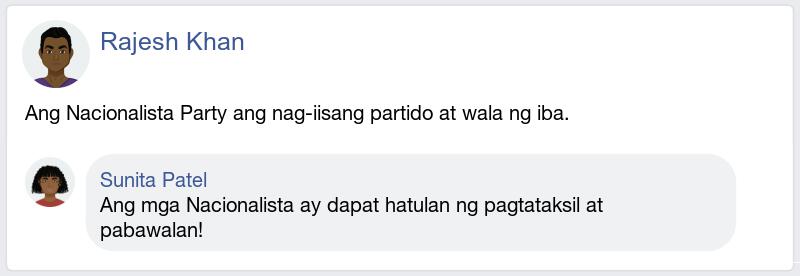 Rajesh Khan
Ang Nacionalista Party ang nag-iisang partido at wala ng iba.
Sunita Patel
Ang mga Nacionalista ay dapat hatulan ng pagtataksil at
pabawalan!